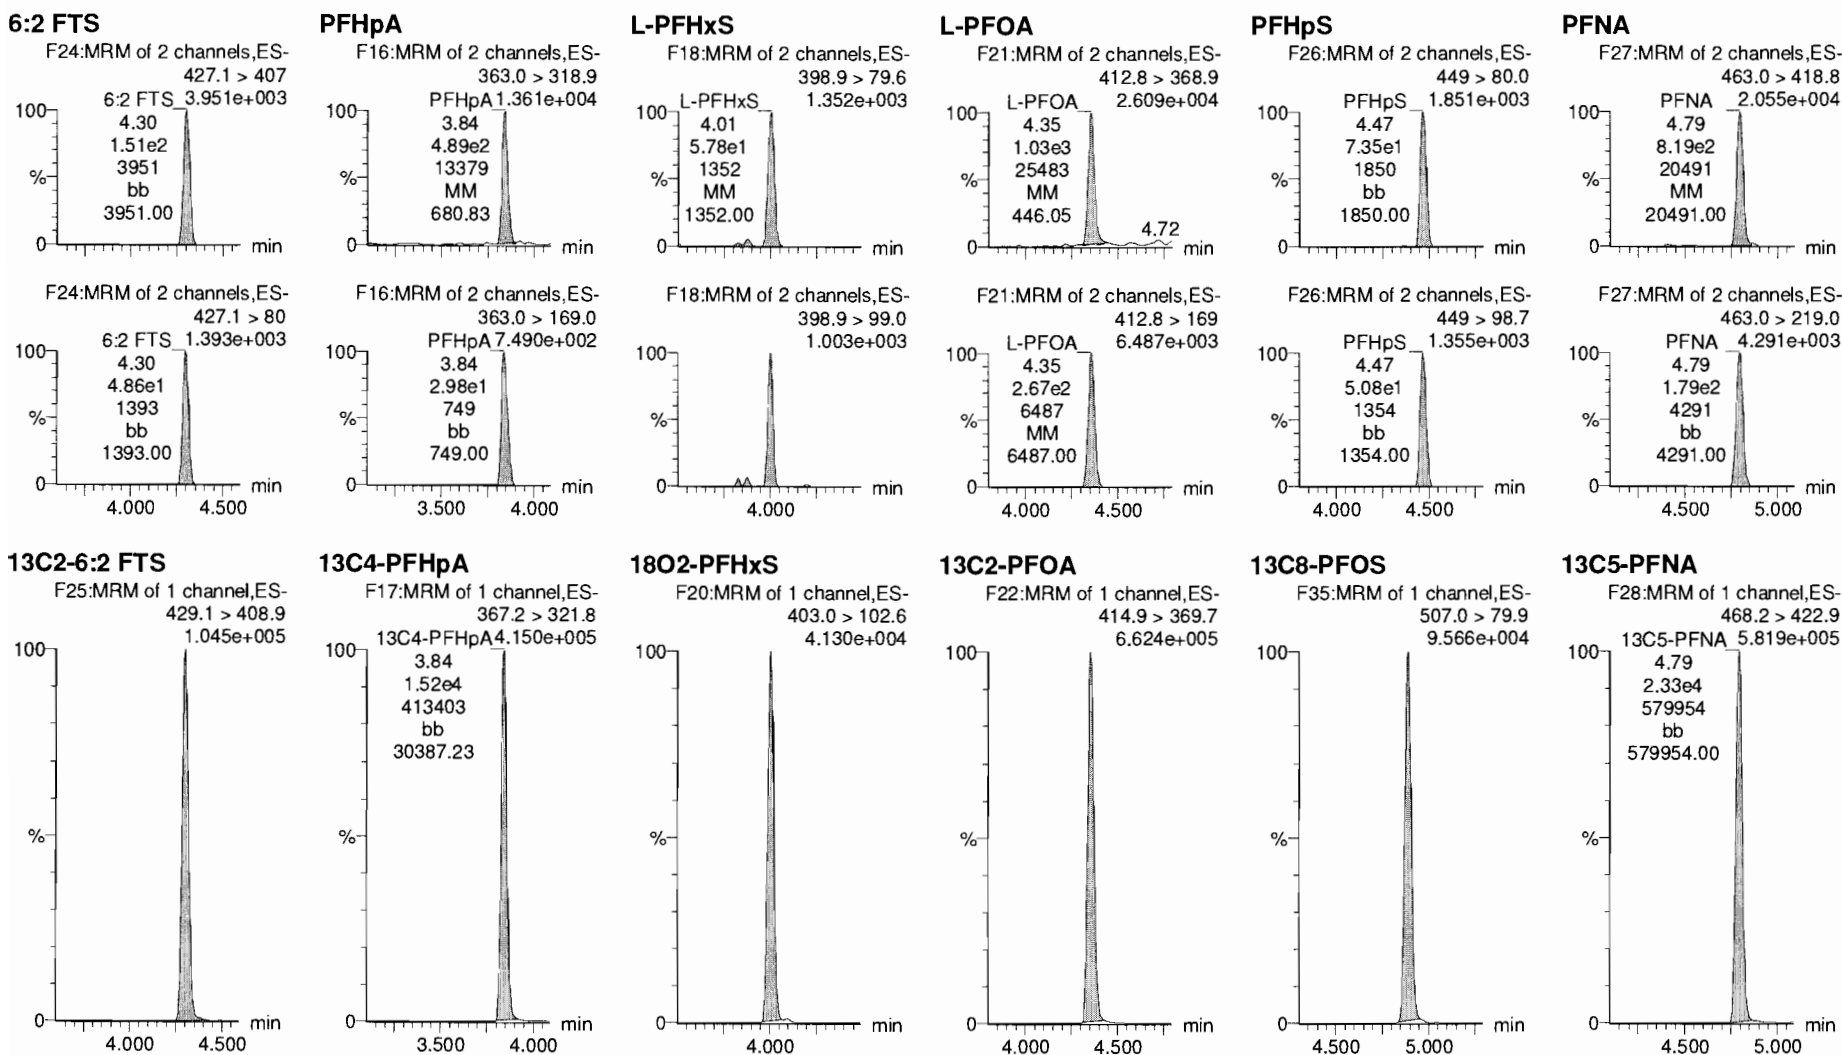 6:2 FTS
F24:MRM of 2 channels,ES-
427.1 > 407
3.951e+003
100
6:2 FTS
4.30
1.51e2
3951
bb
3951.00
%
0
min
PFHpA
F16:MRM of 2 channels,ES-
363.0 > 318.9
1.361e+004
100
PFHpA
3.84
4.89e2
13379
MM
680.83
%
0
min
L-PFHxS
F18:MRM of 2 channels,ES-
398.9 > 79.6
1.352e+003
100
L-PFHxS
4.01
5.78e1
1352
MM
1352.00
%
0
min
L-PFOA
F21:MRM of 2 channels,ES-
412.8 > 368.9
2.609e+004
100
L-PFOA
4.35
1.03e3
25483
MM
446.05
4.72
%
0
min
PFHpS
F26:MRM of 2 channels,ES-
449 > 80.0
1.851e+003
100
PFHpS
4.47
7.35e1
1850
bb
1850.00
%
0
min
PFNA
F27:MRM of 2 channels,ES-
463.0 > 418.8
2.055e+004
100
PFNA
4.79
8.19e2
20491
MM
20491.00
%
0
min
F24:MRM of 2 channels,ES-
427.1 > 80
1.393e+003
100
6:2 FTS
4.30
4.86e1
1393
bb
1393.00
%
0
min
4.000 4.500
F16:MRM of 2 channels,ES-
363.0 > 169.0
7.490e+002
100
PFHpA
3.84
2.98e1
749
bb
749.00
%
0
min
3.500 4.000
F18:MRM of 2 channels,ES-
398.9 > 99.0
1.003e+003
100
%
0
min
4.000
F21:MRM of 2 channels,ES-
412.8 > 169
6.487e+003
100
L-PFOA
4.35
2.67e2
6487
MM
6487.00
%
0
min
4.000 4.500
F26:MRM of 2 channels,ES-
449 > 98.7
1.355e+003
100
PFHpS
4.47
5.08e1
1354
bb
1354.00
%
0
min
4.000 4.500
F27:MRM of 2 channels,ES-
463.0 > 219.0
4.291e+003
100
PFNA
4.79
1.79e2
4291
bb
4291.00
%
0
min
4.500 5.000
13C2-6:2 FTS
F25:MRM of 1 channel,ES-
429.1 > 408.9
1.045e+005
100
%
0
min
4.000 4.500
13C4-PFHpA
F17:MRM of 1 channel,ES-
367.2 > 321.8
4.150e+005
100
13C4-PFHpA
3.84
1.52e4
413403
bb
30387.23
%
0
min
3.500 4.000
18O2-PFHxS
F20:MRM of 1 channel,ES-
403.0 > 102.6
4.130e+004
100
%
0
min
4.000
13C2-PFOA
F22:MRM of 1 channel,ES-
414.9 > 369.7
6.624e+005
100
%
0
min
4.000 4.500
13C8-PFOS
F35:MRM of 1 channel,ES-
507.0 > 79.9
9.566e+004
100
%
0
min
4.500 5.000
13C5-PFNA
F28:MRM of 1 channel,ES-
468.2 > 422.9
5.819e+005
100
13C5-PFNA
4.79
2.33e4
579954
bb
579954.00
%
0
min
4.500 5.000